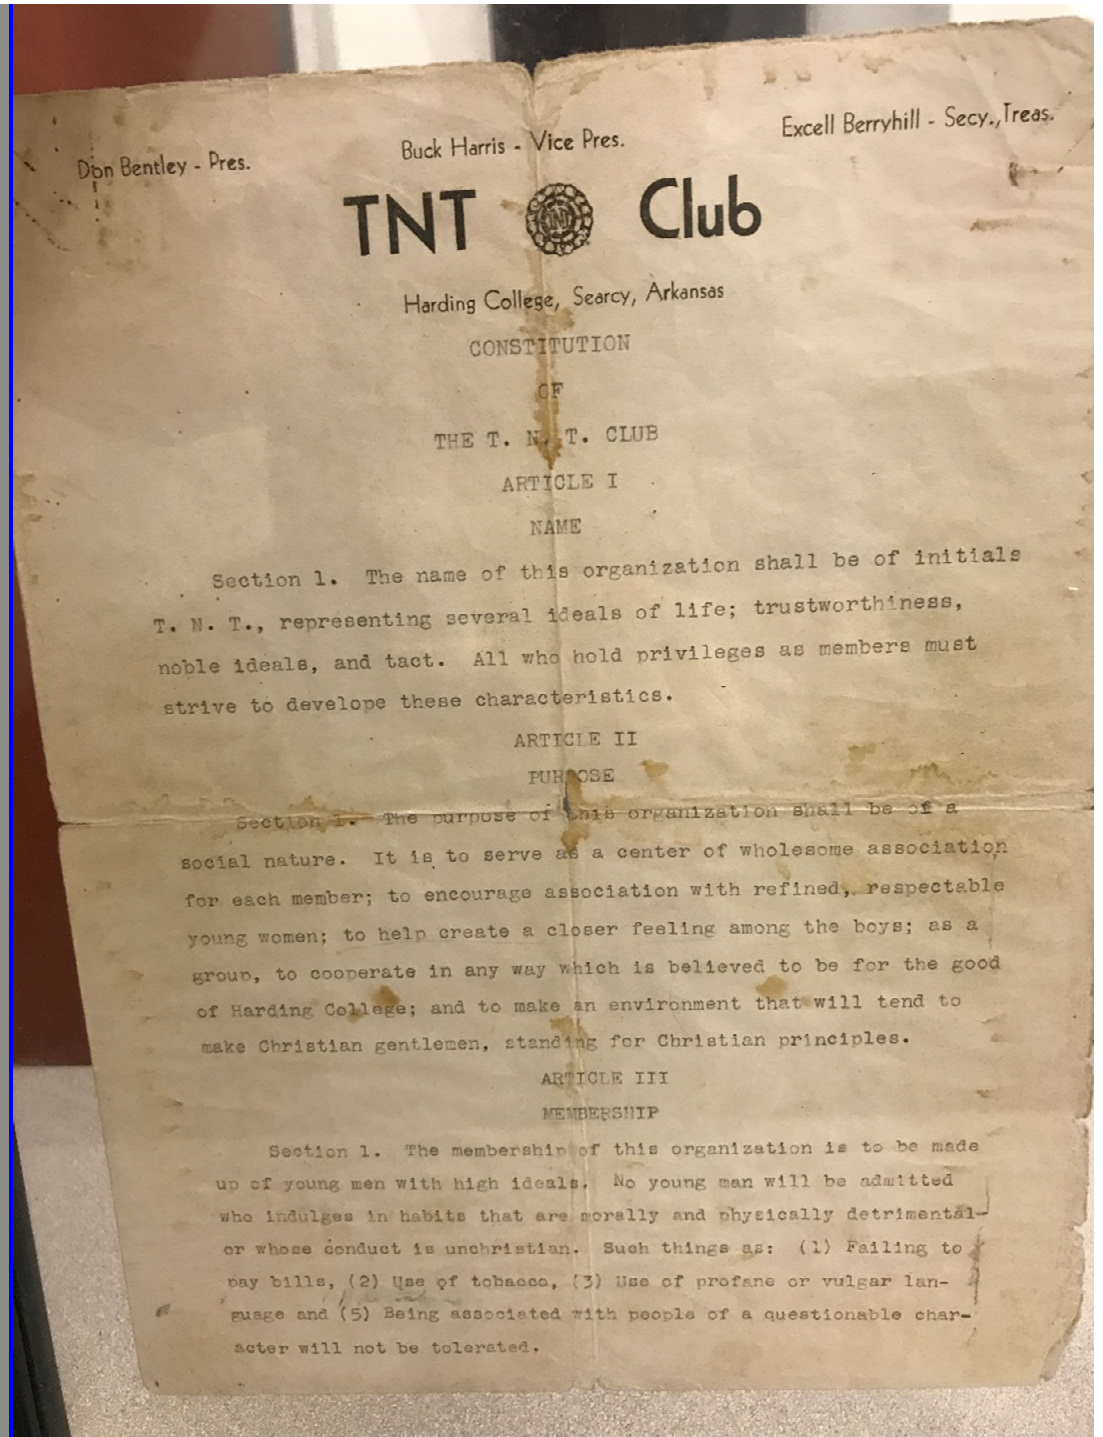 Don Bentley - Pres.
Buck Harris - Vice Pres.
Excell Berryhill - Secy.,Treas.
TNT TNT Club
Harding College, Searcy, Arkansas
CONSTITUTION
OF
THE T. N. T. CLUB
ARTICLE I
NAME
Section 1. The name of this organization shall be of initials
T. N. T., representing several ideals of life; trustworthiness,
noble ideals, and tact. All who hold privileges as members must
strive to develope these characteristics.
ARTICLE II
PURPOSE
Section 1. The purpose of this organization shall be of a
social nature. It is to serve as a center of wholesome association
for each member; to encourage association with refined, respectable
young women; to help create a closer feeling among the boys; as a
group, to cooperate in any way which is believed to be for the good
of Harding College; and to make an environment that will tend to
make Christian gentlemen, standing for Christian principles.
ARTICLE III
MEMBERSHIP
Section 1. The membership of this organization is to be made
up of young men with high ideals. No young man will be admitted
who indulges in habits that are morally and physically detrimental-
or whose conduct is unchristian. Such things as: (1) Failing to
pay bills, (2) Use of tobacco, (3) Use of profane or vulgar lan-
guage and (5) Being associated with people of a questionable char-
acter will not be tolerated.